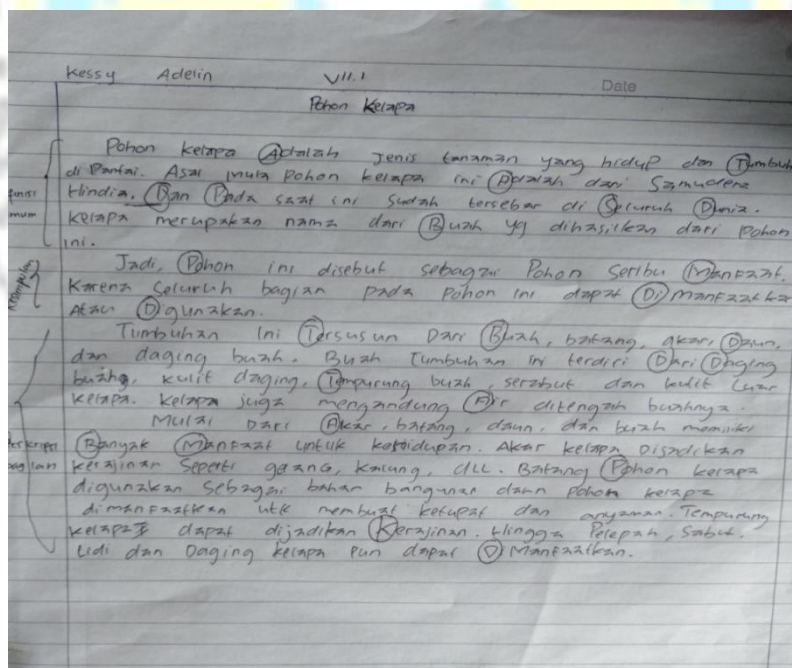 Kessy Adelin VII.1
Date
Pohon Kelapa
Pohon kelapa Adalah jenis tanaman yang hidup dan Tumbuh
di Pantai. Asal mula pohon kelapa ini Adalah dari Samudera
Hindia. Dan Pada saat ini sudah tersebar di Seluruh Dunia.
kelapa merupakan nama dari Buah yg dihasilkan dari Pohon
ini.
Jadi, Pohon ini disebut sebagai Pohon Seribu ManFaat.
Karena Seluruh bagian pada Pohon ini dapat DimanFaatkan
Atau Digunakan.
Tumbuhan Ini Tersusun Dari Buah, batang, akar, Daun,
dan daging buah. Buah Tumbuhan ini terdiri Dari Daging
buah, kulit daging, Tempurung buah, serabut dan kulit Luar
kelapa. kelapa juga mengandung Air ditengah buahnya.
Mulai Dari Akar, batang, daun, dan buah memiliki
Banyak ManFaat untuk kehidupan. Akar kelapa Disadikan
kerajinan Seperti gelang, kalung, dll. Batang Pohon kelapa
digunakan Sebagai bahan bangunan daun pohon kelapa
dimanFaatkan utk membuat ketupat dan anyaman. Tempurung
kelapa dapat dijadikan Kerajinan. Hingga Pelepah, Sabut.
Lidi dan Daging kelapa Pun dapat DManFaatkan.